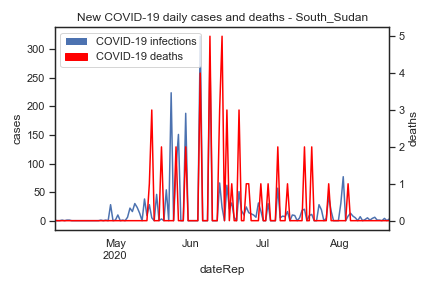 New COVID-19 daily cases and deaths - South_Sudan
COVID-19 infections
COVID-19 deaths
300
250
200
150
100
50
0
cases
5
4
3
2
1
0
deaths
May
2020
Jun
Jul
Aug
dateRep